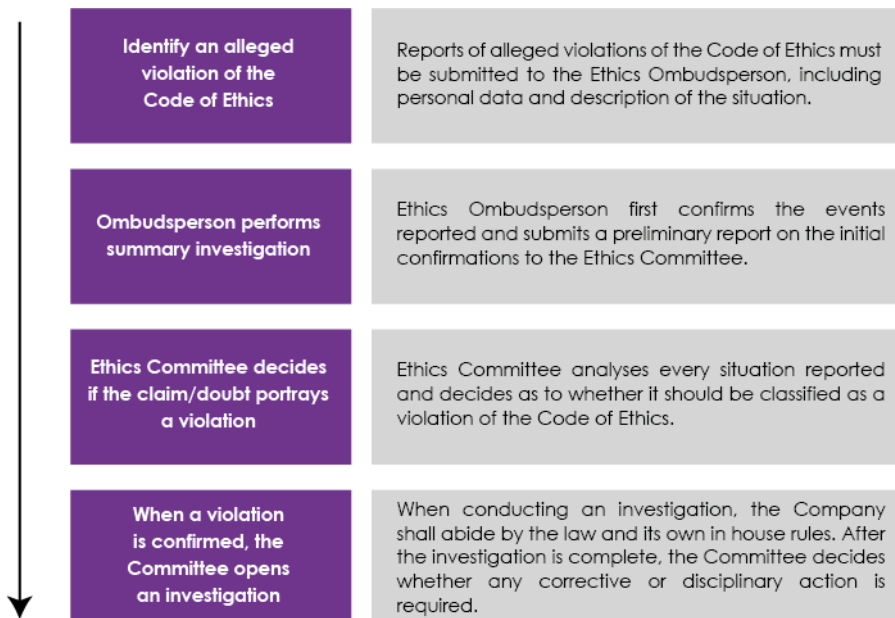 Identify an alleged
violation of the
Code of Ethics
Reports of alleged violations of the Code of Ethics must
be submitted to the Ethics Ombudsperson, including
personal data and description of the situation.
Ombudsperson performs
summary investigation
Ethics Ombudsperson first confirms the events
reported and submits a preliminary report on the initial
confirmations to the Ethics Committee.
Ethics Committee decides
if the claim/doubt portrays
a violation
Ethics Committee analyses every situation reported
and decides as to whether it should be classified as a
violation of the Code of Ethics.
When a violation
is confirmed, the
Committee opens
an investigation
When conducting an investigation, the Company
shall abide by the law and its own in house rules. After
the investigation is complete, the Committee decides
whether any corrective or disciplinary action is
required.